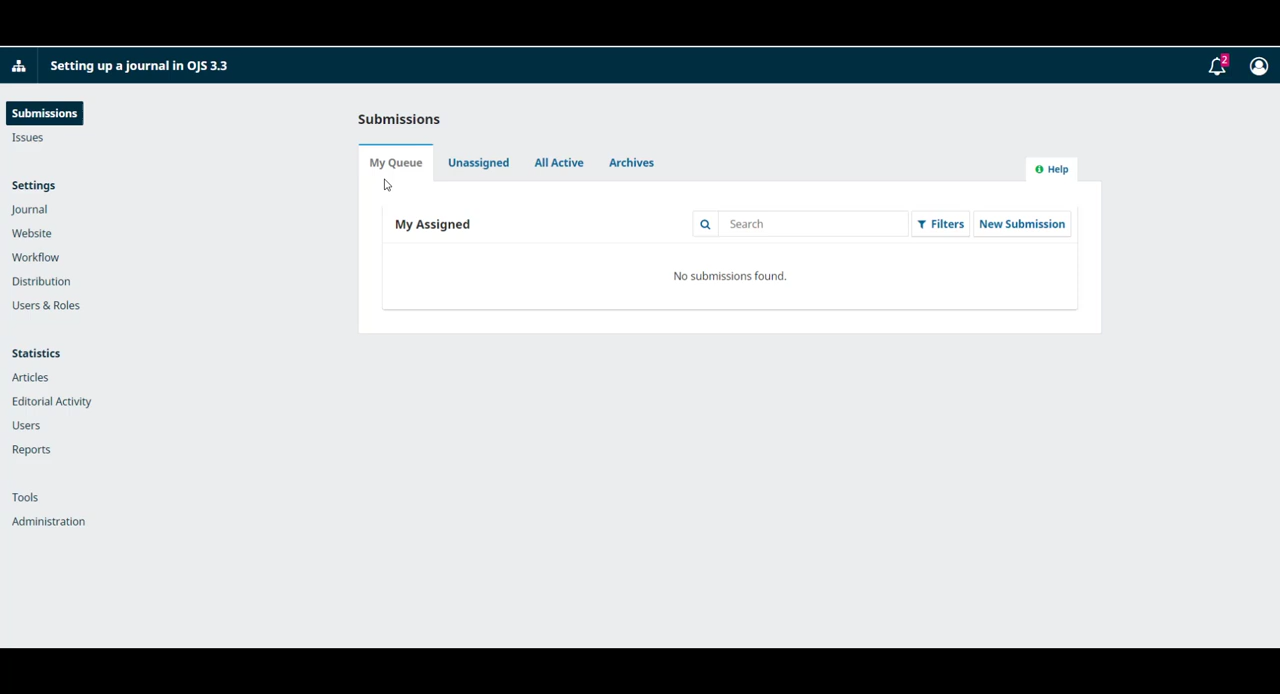 Setting up a journal in OJS 3.3
2
Submissions
Issues
Settings
Journal
Website
Workflow
Distribution
Users & Roles
Statistics
Articles
Editorial Activity
Users
Reports
Tools
Administration
Submissions
My Queue Unassigned All Active Archives
Help
My Assigned Search Filters New Submission
No submissions found.